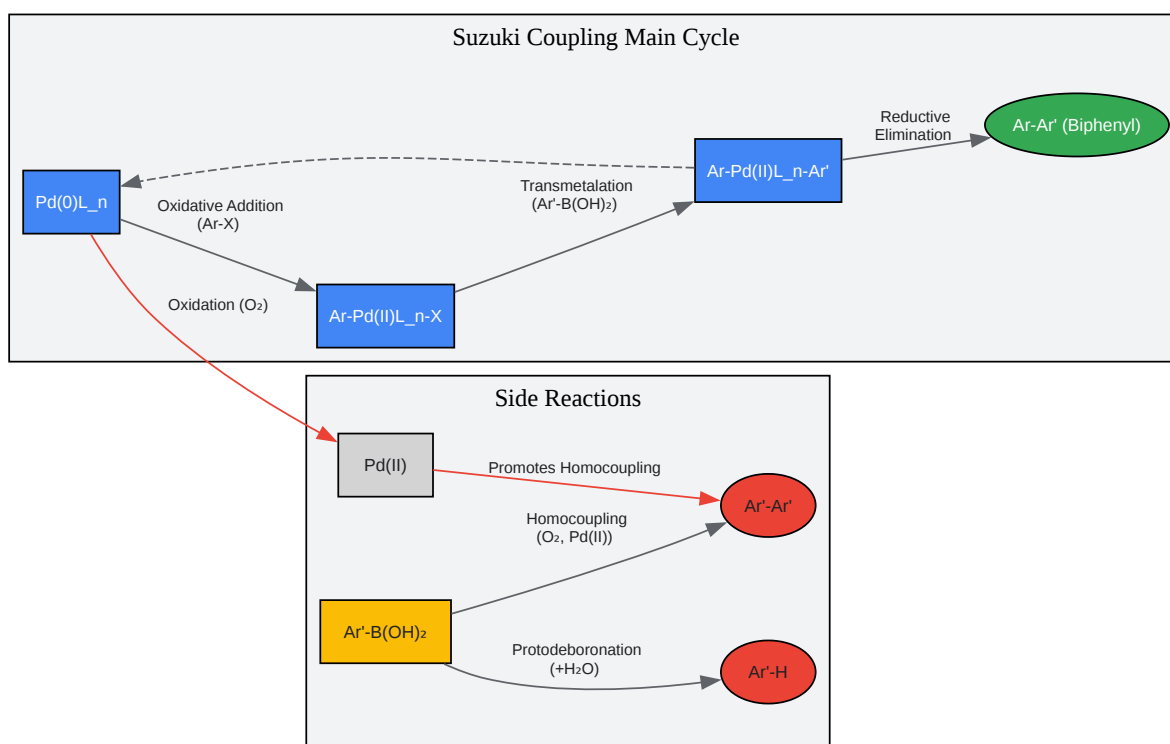 Suzuki Coupling Main Cycle
Pd(0)L_n
Oxidative Addition
(Ar-X)
Ar-Pd(II)L_n-X
Transmetalation
(Ar'-B(OH)₂)
Ar-Pd(II)L_n-Ar'
Reductive
Elimination
Ar-Ar' (Biphenyl)
Oxidation (O₂)
Side Reactions
Pd(II)
Promotes Homocoupling
Ar'-Ar'
Homocoupling
(O₂, Pd(II))
Ar'-B(OH)₂
Protodeboronation
(+H₂O)
Ar'-H